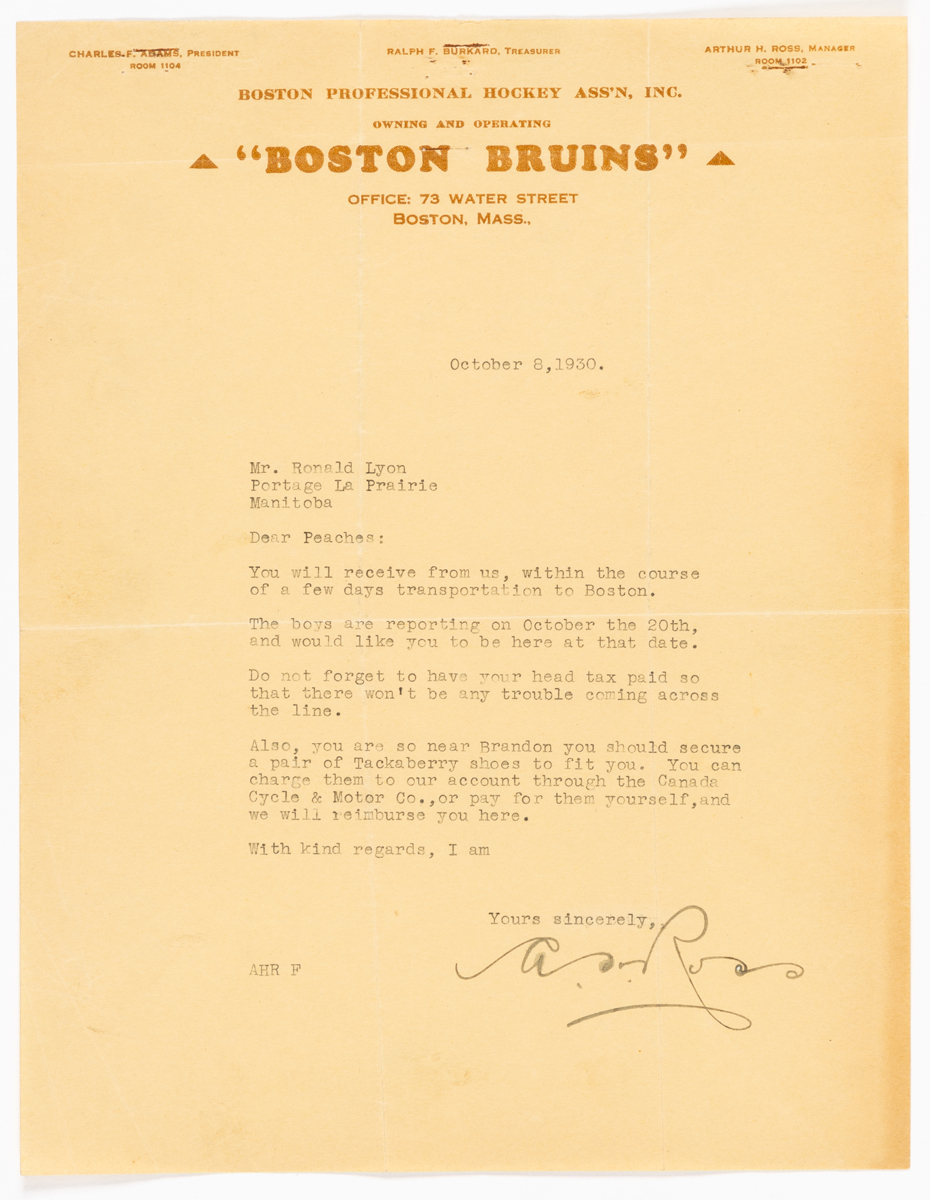 CHARLES F. ADAMS, PRESIDENT
ROOM 1104
RALPH F. BURKARD, TREASURER
ARTHUR H. ROSS, MANAGER
ROOM 1102
BOSTON PROFESSIONAL HOCKEY ASS'N, INC.
OWNING AND OPERATING
"BOSTON BRUINS"
OFFICE: 73 WATER STREET
BOSTON, MASS.,
October 8,1930.
Mr. Ronald Lyon
Portage La Prairie
Manitoba
Dear Peaches:
You will receive from us, within the course
of a few days transportation to Boston.
The boys are reporting on October the 20th,
and would like you to be here at that date.
Do not forget to have your head tax paid so
that there won't be any trouble coming across
the line.
Also, you are so near Brandon you should secure
a pair of Tackaberry shoes to fit you. You can
charge them to our account through the Canada
Cycle & Motor Co.,or pay for them yourself,and
we will reimburse you here.
With kind regards, I am
Yours sincerely,
A. H. Ross
AHR F